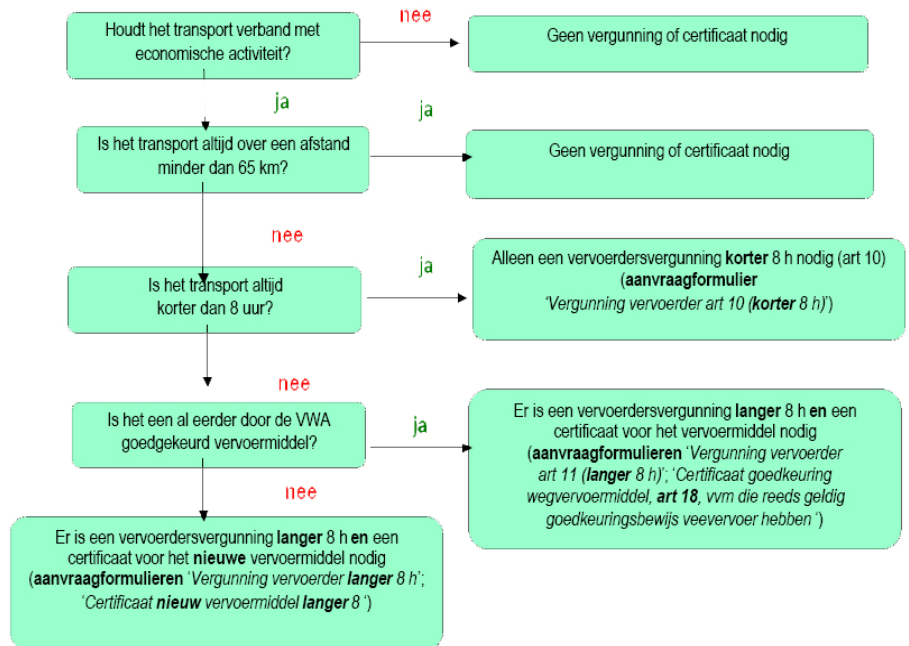 Houdt het transport verband met
economische activiteit?
nee
Geen vergunning of certificaat nodig
ja
ja
Is het transport altijd over een afstand
minder dan 65 km?
Geen vergunning of certificaat nodig
nee
Is het transport altijd
korter dan 8 uur?
ja
Alleen een vervoerdersvergunning korter 8 h nodig (art 10)
(aanvraagformulier
'Vergunning vervoerder art 10 (korter 8 h)')
nee
Is het een al eerder door de VWA
goedgekeurd vervoermiddel?
ja
Er is een vervoerdersvergunning langer 8 h en een
certificaat voor het vervoermiddel nodig
(aanvraagformulieren 'Vergunning vervoerder
art 11 (langer 8 h)'; 'Certificaat goedkeuring
wegvervoermiddel, art 18, vvm die reeds geldig
goedkeuringsbewijs veevervoer hebben ')
nee
Er is een vervoerdersvergunning langer 8 h en een
certificaat voor het nieuwe vervoermiddel nodig
(aanvraagformulieren 'Vergunning vervoerder langer 8 h';
'Certificaat nieuw vervoermiddel langer 8 ')